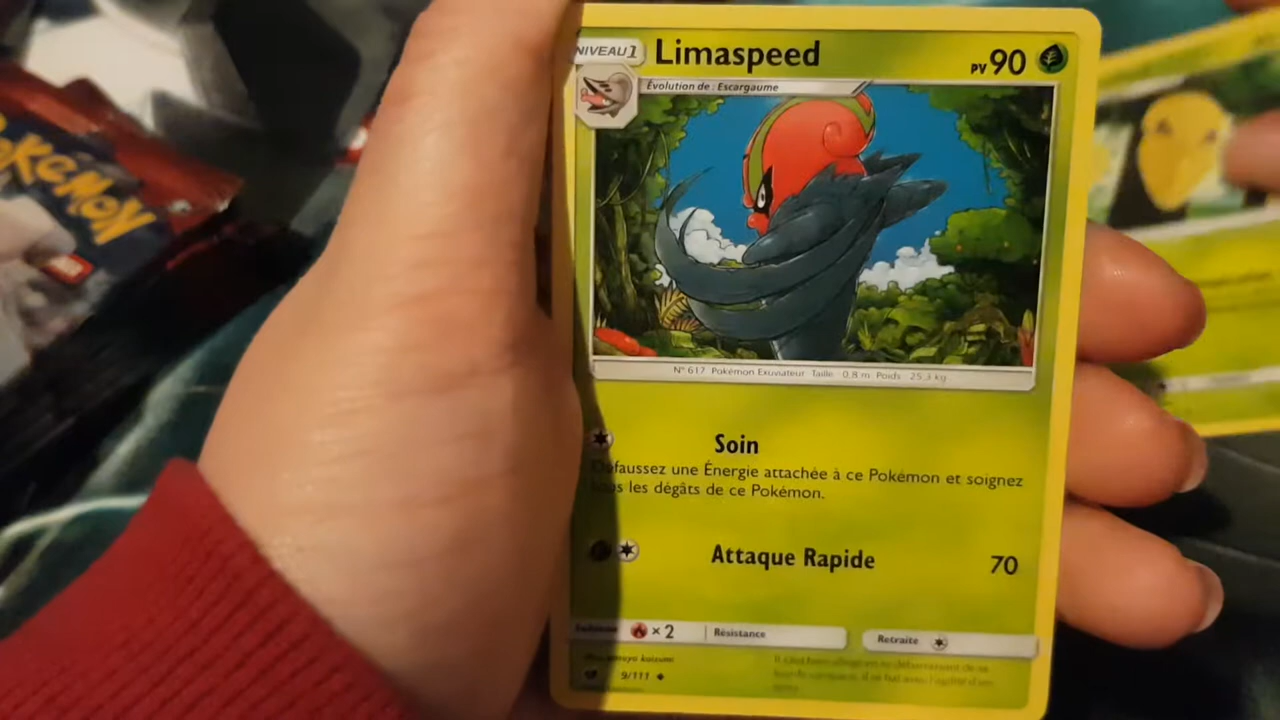 NIVEAU 1
Limaspeed
PV 90
Évolution de : Escargaume
POKÉMON
N° 617 Pokémon Exuviateur Taille : 0,8 m Poids : 25,3 kg
Soin
Défaussez une Énergie attachée à ce Pokémon et soignez
tous les dégâts de ce Pokémon.
Attaque Rapide 70
Faiblesse × 2 Résistance Retraite
9/111